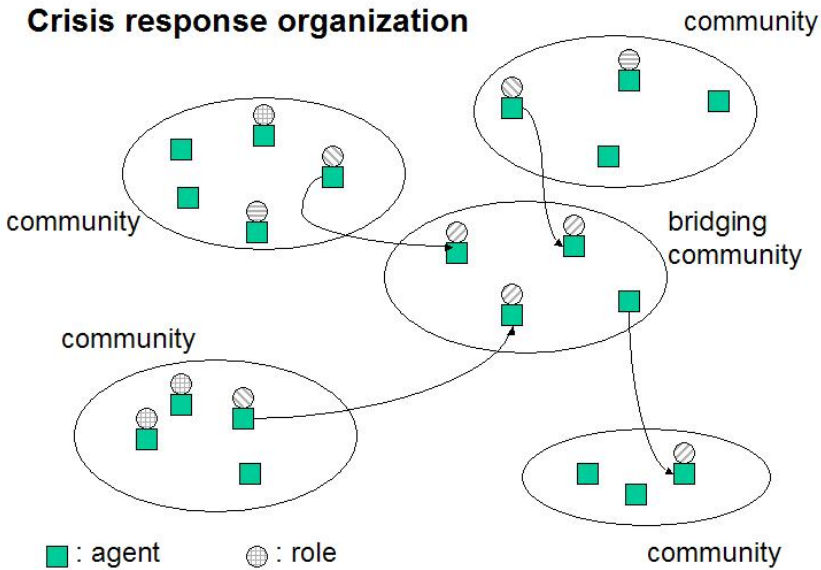 Crisis response organization
community
community
bridging
community
community
community
: agent
: role